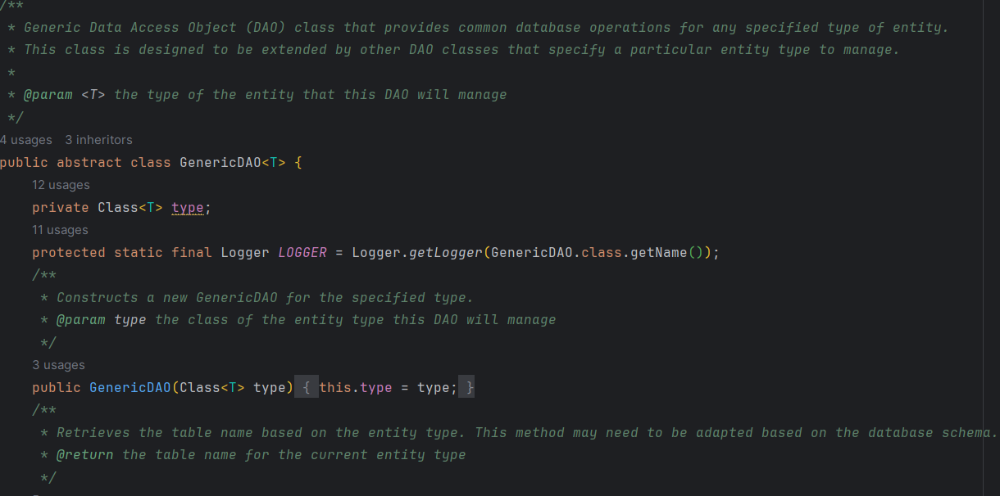 /**
 * Generic Data Access Object (DAO) class that provides common database operations for any specified type of entity.
 * This class is designed to be extended by other DAO classes that specify a particular entity type to manage.
 *
 * @param <T> the type of the entity that this DAO will manage
 */
4 usages   3 inheritors
public abstract class GenericDAO<T> {
    12 usages
    private Class<T> type;
    11 usages
    protected static final Logger LOGGER = Logger.getLogger(GenericDAO.class.getName());
    /**
     * Constructs a new GenericDAO for the specified type.
     * @param type the class of the entity type this DAO will manage
     */
    3 usages
    public GenericDAO(Class<T> type) { this.type = type; }
    /**
     * Retrieves the table name based on the entity type. This method may need to be adapted based on the database schema.
     * @return the table name for the current entity type
     */